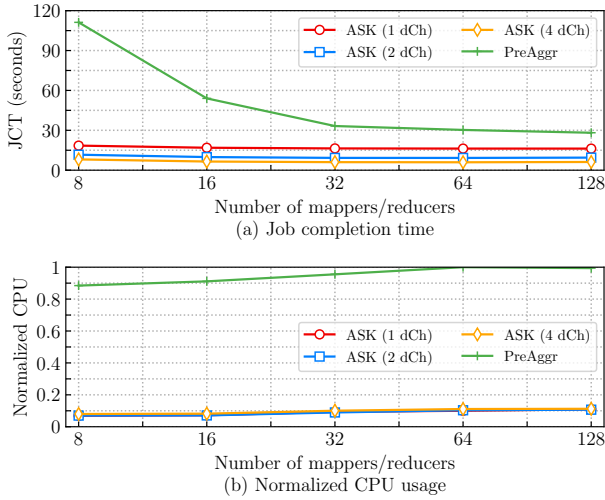 120
90
60
30
0
JCT (seconds)
ASK (1 dCh)
ASK (2 dCh)
ASK (4 dCh)
PreAggr
8 16 32 64 128
Number of mappers/reducers
(a) Job completion time
1
0.8
0.6
0.4
0.2
0
Normalized CPU
ASK (1 dCh)
ASK (2 dCh)
ASK (4 dCh)
PreAggr
8 16 32 64 128
Number of mappers/reducers
(b) Normalized CPU usage